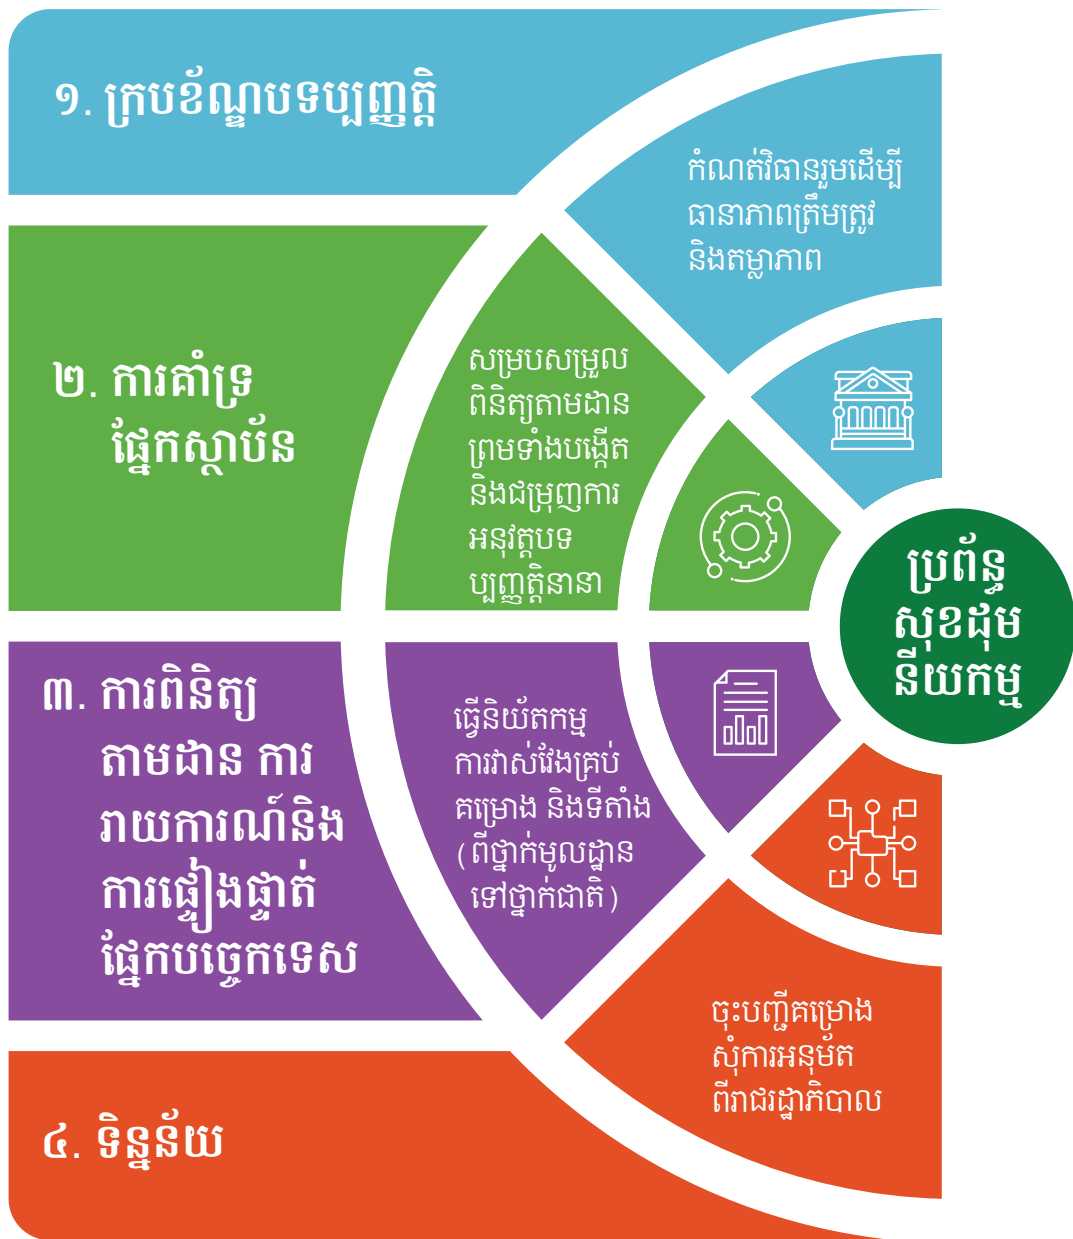 ១. ក្របខ័ណ្ឌបទប្បញ្ញត្តិ
កំណត់វិធានរួមដើម្បី
ធានាភាពត្រឹមត្រូវ
និងតម្លាភាព
២. ការគាំទ្រ
ផ្នែកស្ថាប័ន
សម្របសម្រួល
ពិនិត្យតាមដាន
ព្រមទាំងបង្កើត
និងជម្រុញការ
អនុវត្តបទ
ប្បញ្ញត្តិនានា
ប្រព័ន្ធ
សុខដុម
នីយកម្ម
៣. ការពិនិត្យ
តាមដាន ការ
រាយការណ៍និង
ការផ្ទៀងផ្ទាត់
ផ្នែកបច្ចេកទេស
ធ្វើនិយ័តកម្ម
ការវាស់វែងគ្រប់
គម្រោង និងទីតាំង
(ពីថ្នាក់មូលដ្ឋាន
ទៅថ្នាក់ជាតិ)
៤. ទិន្នន័យ
ចុះបញ្ជីគម្រោង
សុំការអនុម័ត
ពីរាជរដ្ឋាភិបាល